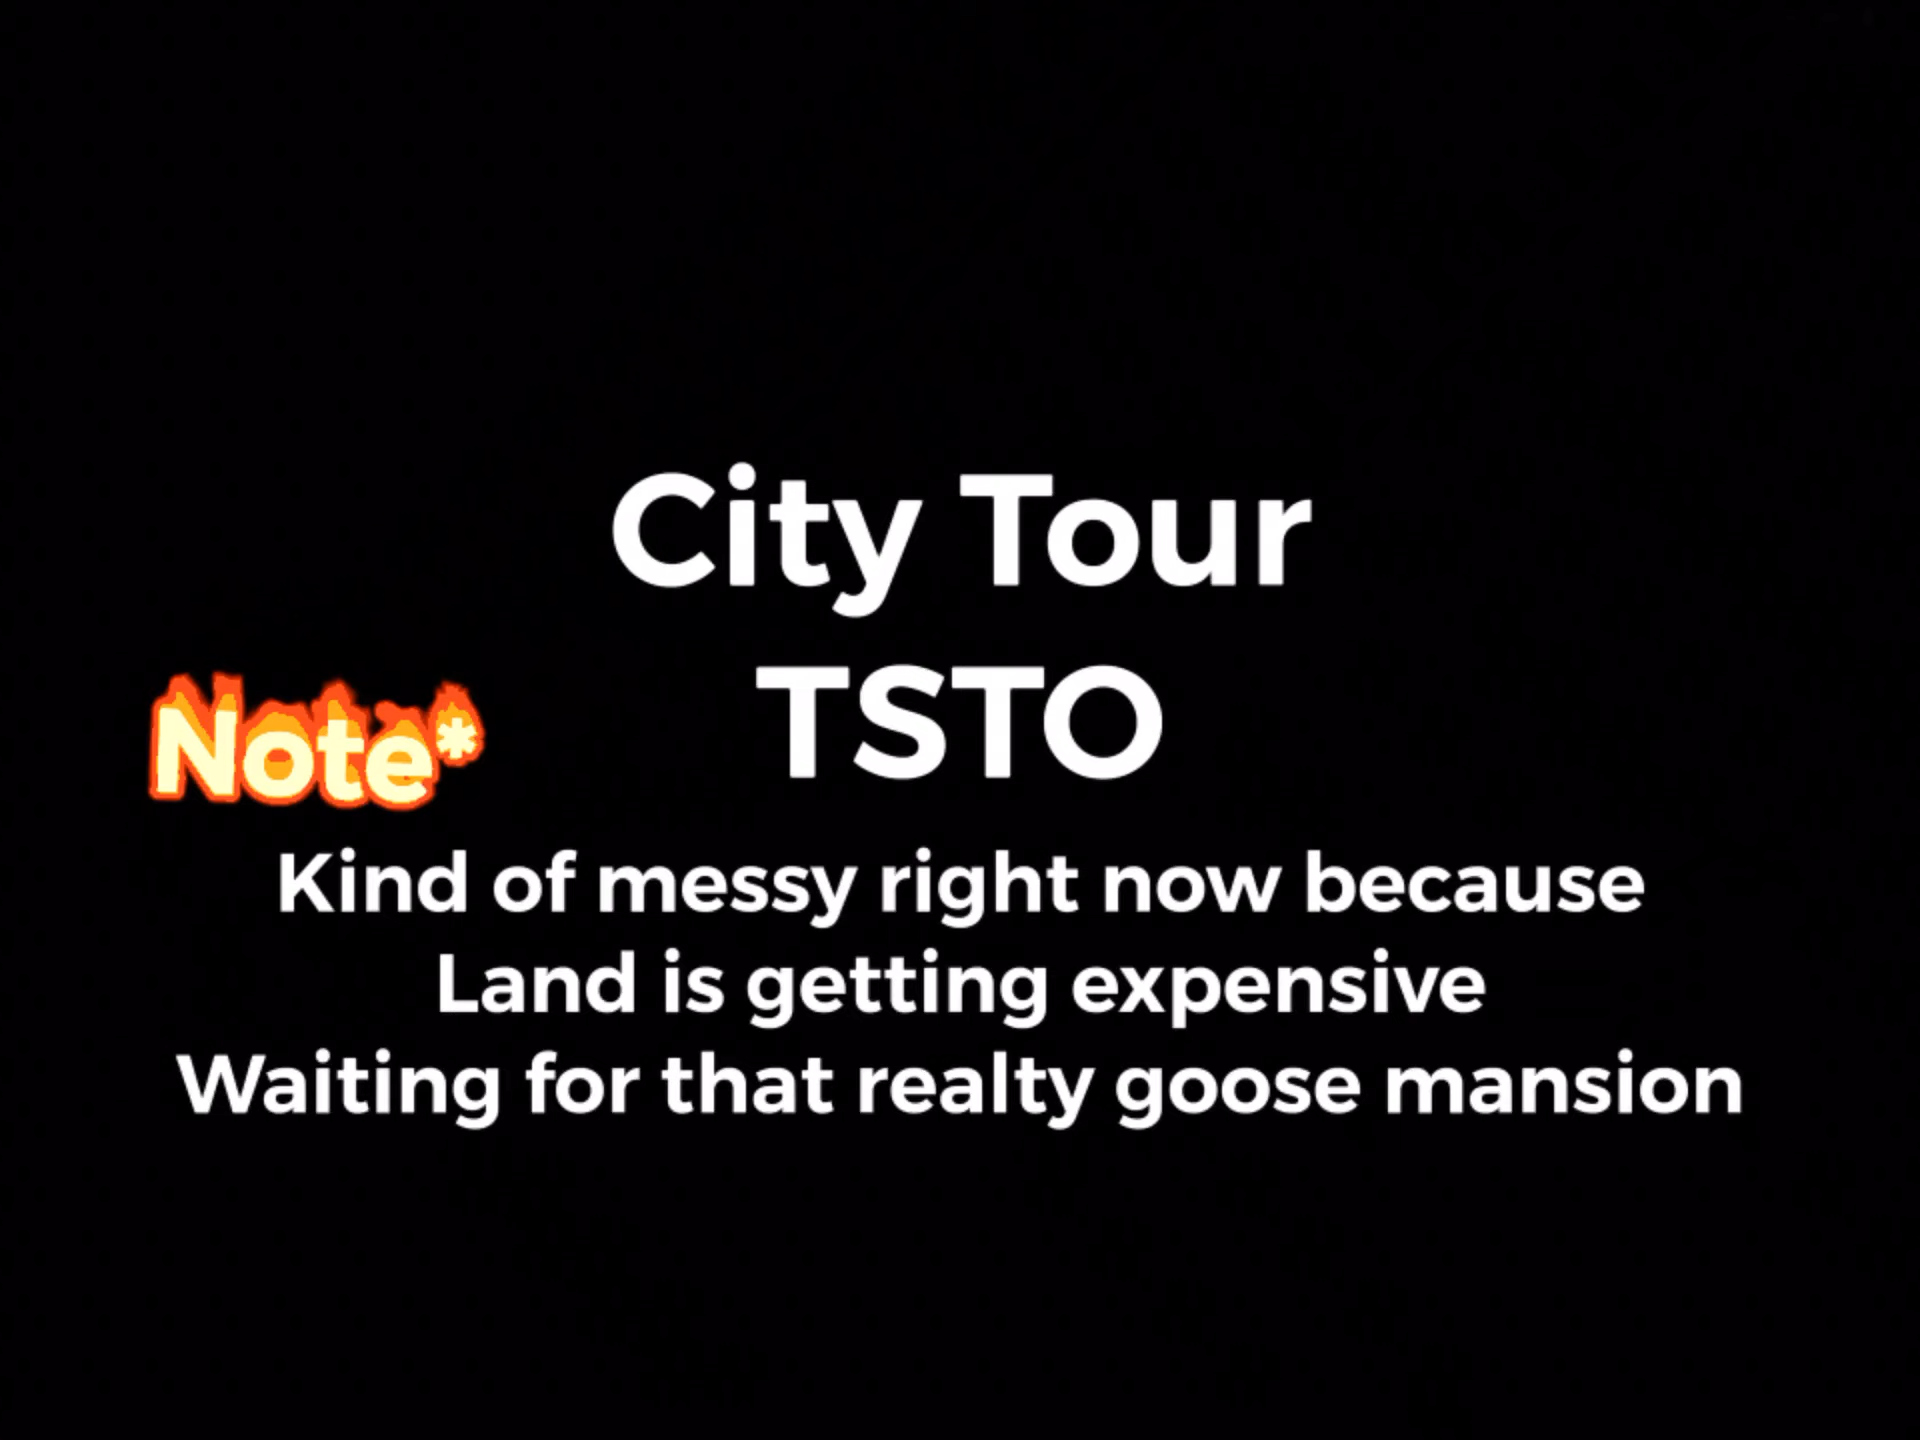 City Tour
TSTO
Note*
Kind of messy right now because
Land is getting expensive
Waiting for that realty goose mansion